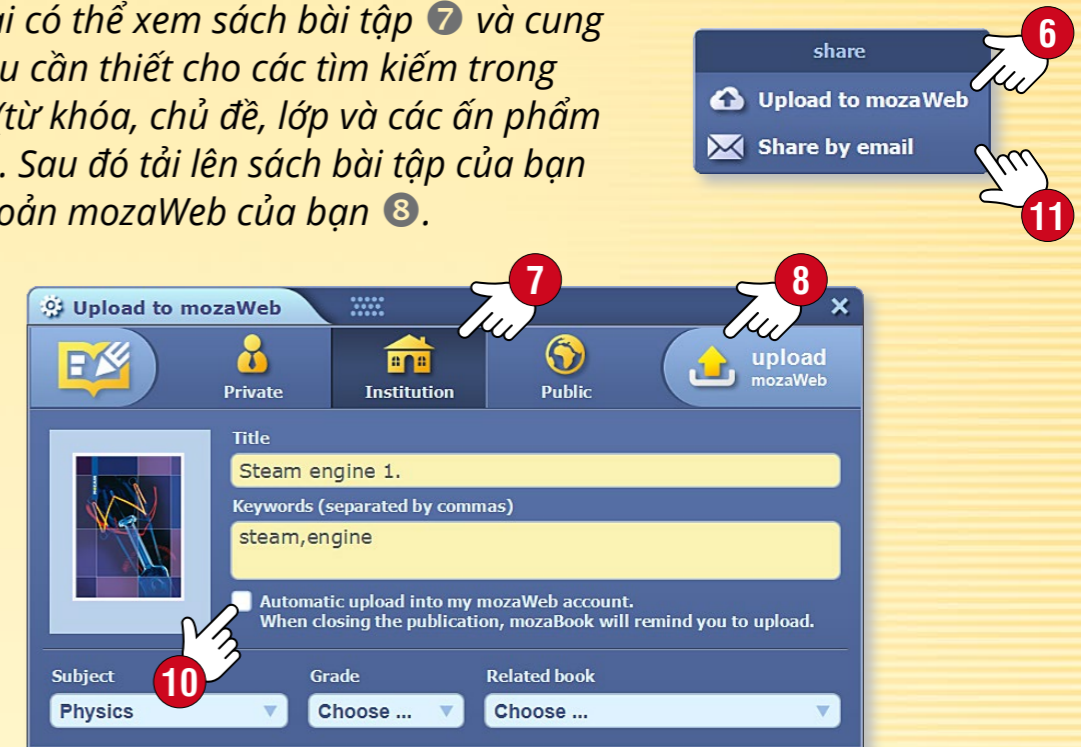 có thể xem sách bài tập 7 và cung
cần thiết cho các tìm kiếm trong
/từ khóa, chủ đề, lớp và các ấn phẩm
. Sau đó tải lên sách bài tập của bạn
mozaWeb của bạn 8.
share
6
Upload to mozaWeb
Share by email
11
7
8
Upload to mozaWeb
Private
Institution
Public
upload
mozaWeb
Title
Steam engine 1.
Keywords (separated by commas)
steam,engine
Automatic upload into my mozaWeb account.
When closing the publication, mozaBook will remind you to upload.
10
Subject
Grade
Related book
Physics
Choose ...
Choose ...